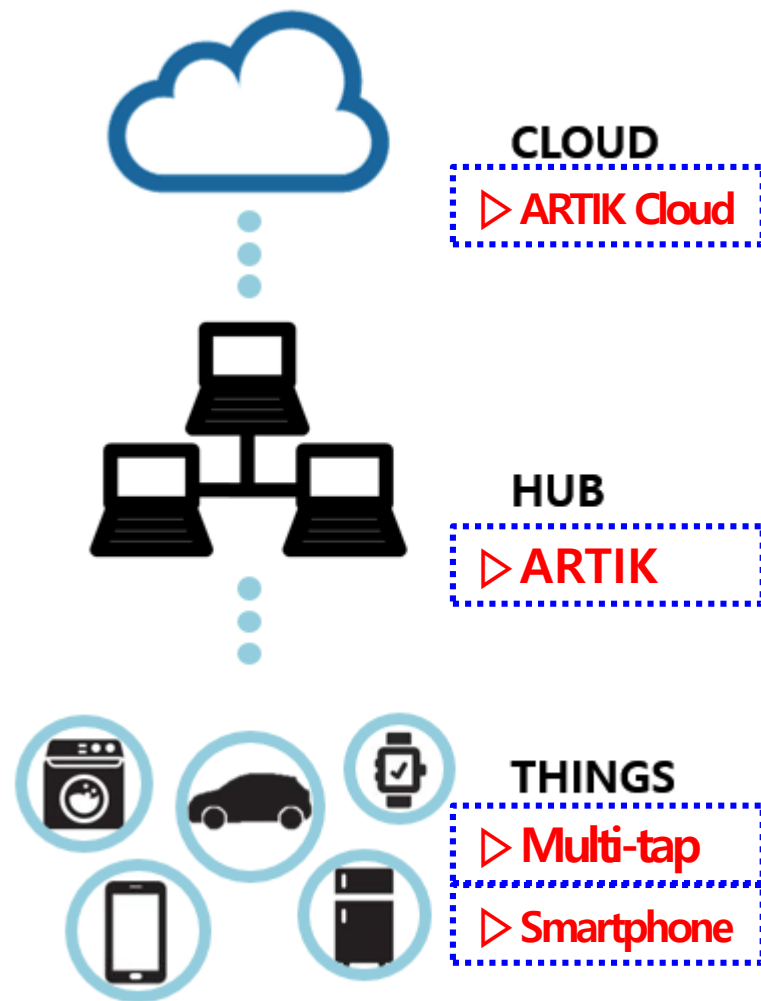 CLOUD
▷ ARTIK Cloud
HUB
▷ ARTIK
THINGS
▷ Multi-tap
▷ Smartphone